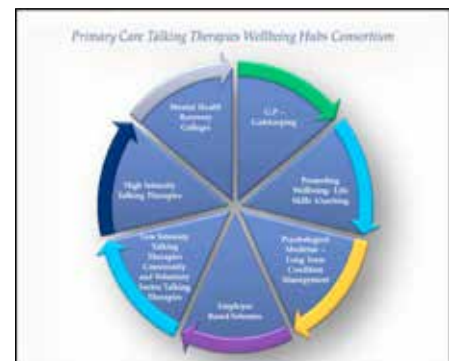 Primary Care Talking Therapies Wellbeing Hubs Consortium
G.P –
Gatekeeping
Promoting
Wellbeing/Life
Skills Coaching
Psychological
Medicine –
Long Term
Condition
Management
Employee
Based Schemes
Low Intensity
Talking
Therapies
Community
and Voluntary
Sector Talking
Therapies
High Intensity
Talking Therapies
Mental Health
Recovery
Colleges